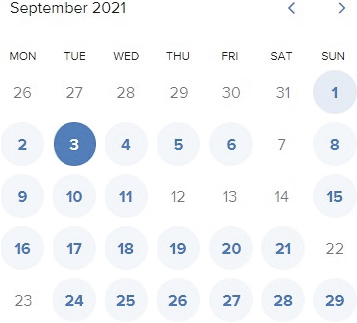 September 2021 < >
MON TUE WED THU FRI SAT SUN
26 27 28 29 30 31 1
2 3 4 5 6 7 8
9 10 11 12 13 14 15
16 17 18 19 20 21 22
23 24 25 26 27 28 29